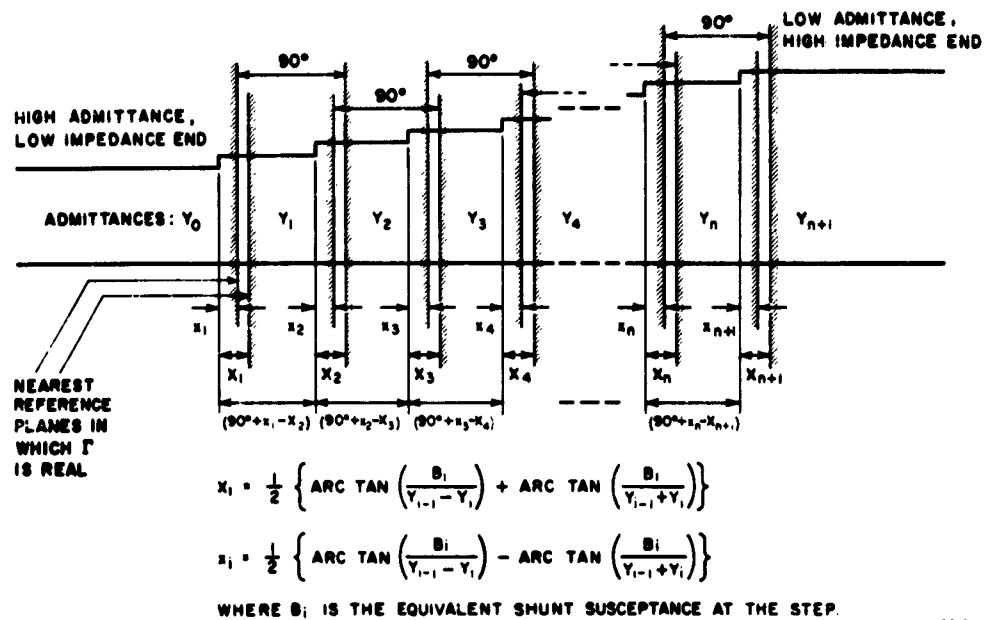 LOW ADMITTANCE,
HIGH IMPEDANCE END
90°
90°
90°
90°
HIGH ADMITTANCE,
LOW IMPEDANCE END
ADMITTANCES: Y₀ Y₁ Y₂ Y₃ Y₄ Yₙ Yₙ₊₁
x₁ x₂ x₃ x₄ xₙ xₙ₊₁
X₁ X₂ X₃ X₄ Xₙ Xₙ₊₁
NEAREST
REFERENCE
PLANES IN
WHICH Γ
IS REAL
(90°+x₁-X₂) (90°+x₂-X₃) (90°+x₃-X₄) (90°+xₙ-Xₙ₊₁)
Xᵢ = 1/2 { ARC TAN (Bᵢ / (Yᵢ₋₁ - Yᵢ)) + ARC TAN (Bᵢ / (Yᵢ₋₁ + Yᵢ)) }
xᵢ = 1/2 { ARC TAN (Bᵢ / (Yᵢ₋₁ - Yᵢ)) - ARC TAN (Bᵢ / (Yᵢ₋₁ + Yᵢ)) }
WHERE Bᵢ IS THE EQUIVALENT SHUNT SUSCEPTANCE AT THE STEP.